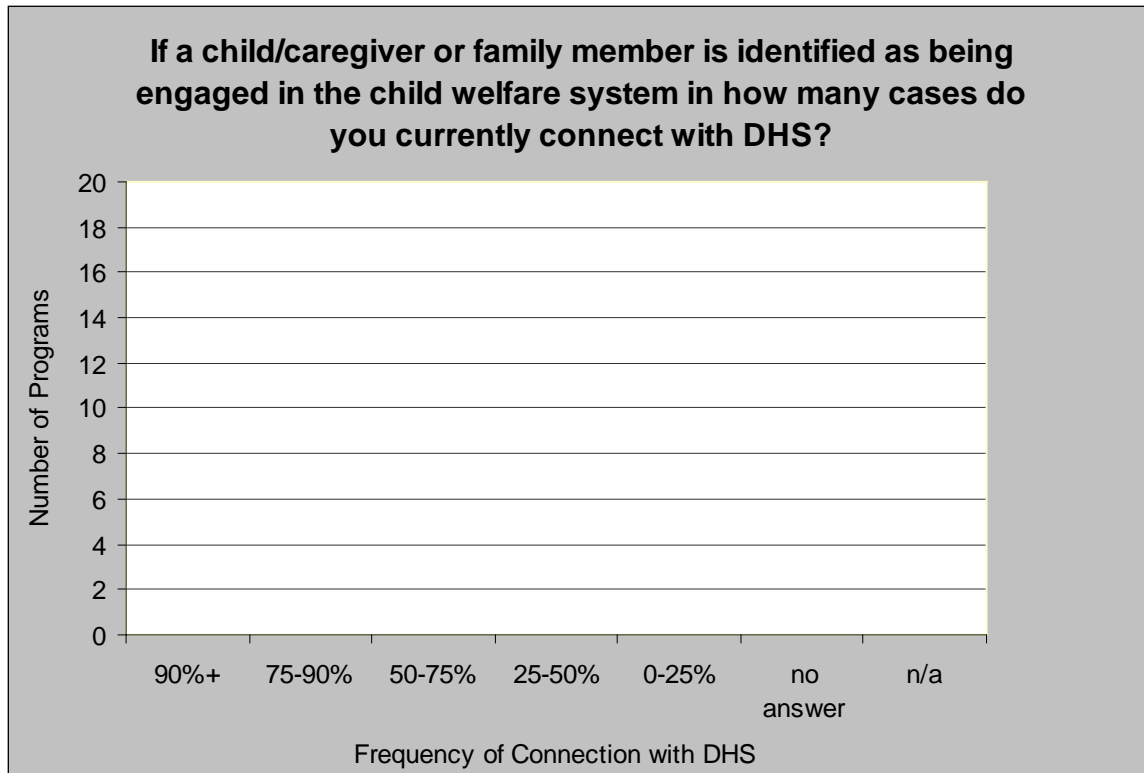 If a child/caregiver or family member is identified as being
engaged in the child welfare system in how many cases do
you currently connect with DHS?
20
18
16
14
12
10
8
6
4
2
0
Number of Programs
90%+ 75-90% 50-75% 25-50% 0-25% no answer n/a
Frequency of Connection with DHS